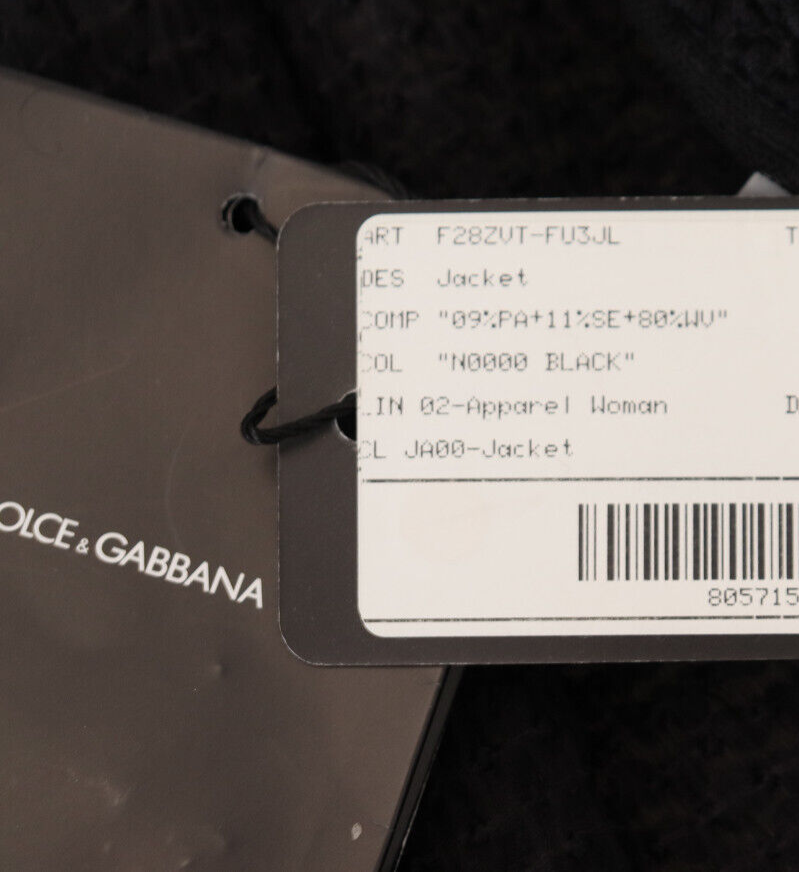 ART F28ZVT-FU3JL T
DES Jacket
COMP "09%PA+11%SE+80%WV"
COL "N0000 BLACK"
LIN 02-Apparel Woman D
CL JA00-Jacket
805715
OLCE & GABBANA